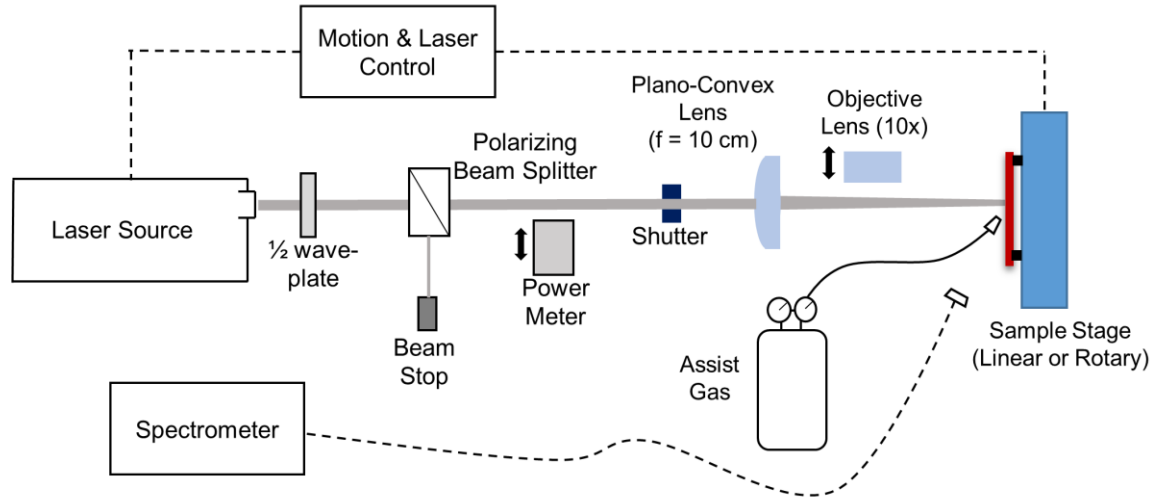 Motion & Laser
Control
Plano-Convex
Lens
(f = 10 cm)
Objective
Lens (10x)
Polarizing
Beam Splitter
Laser Source
½ wave-
plate
Shutter
Power
Meter
Beam
Stop
Assist
Gas
Sample Stage
(Linear or Rotary)
Spectrometer